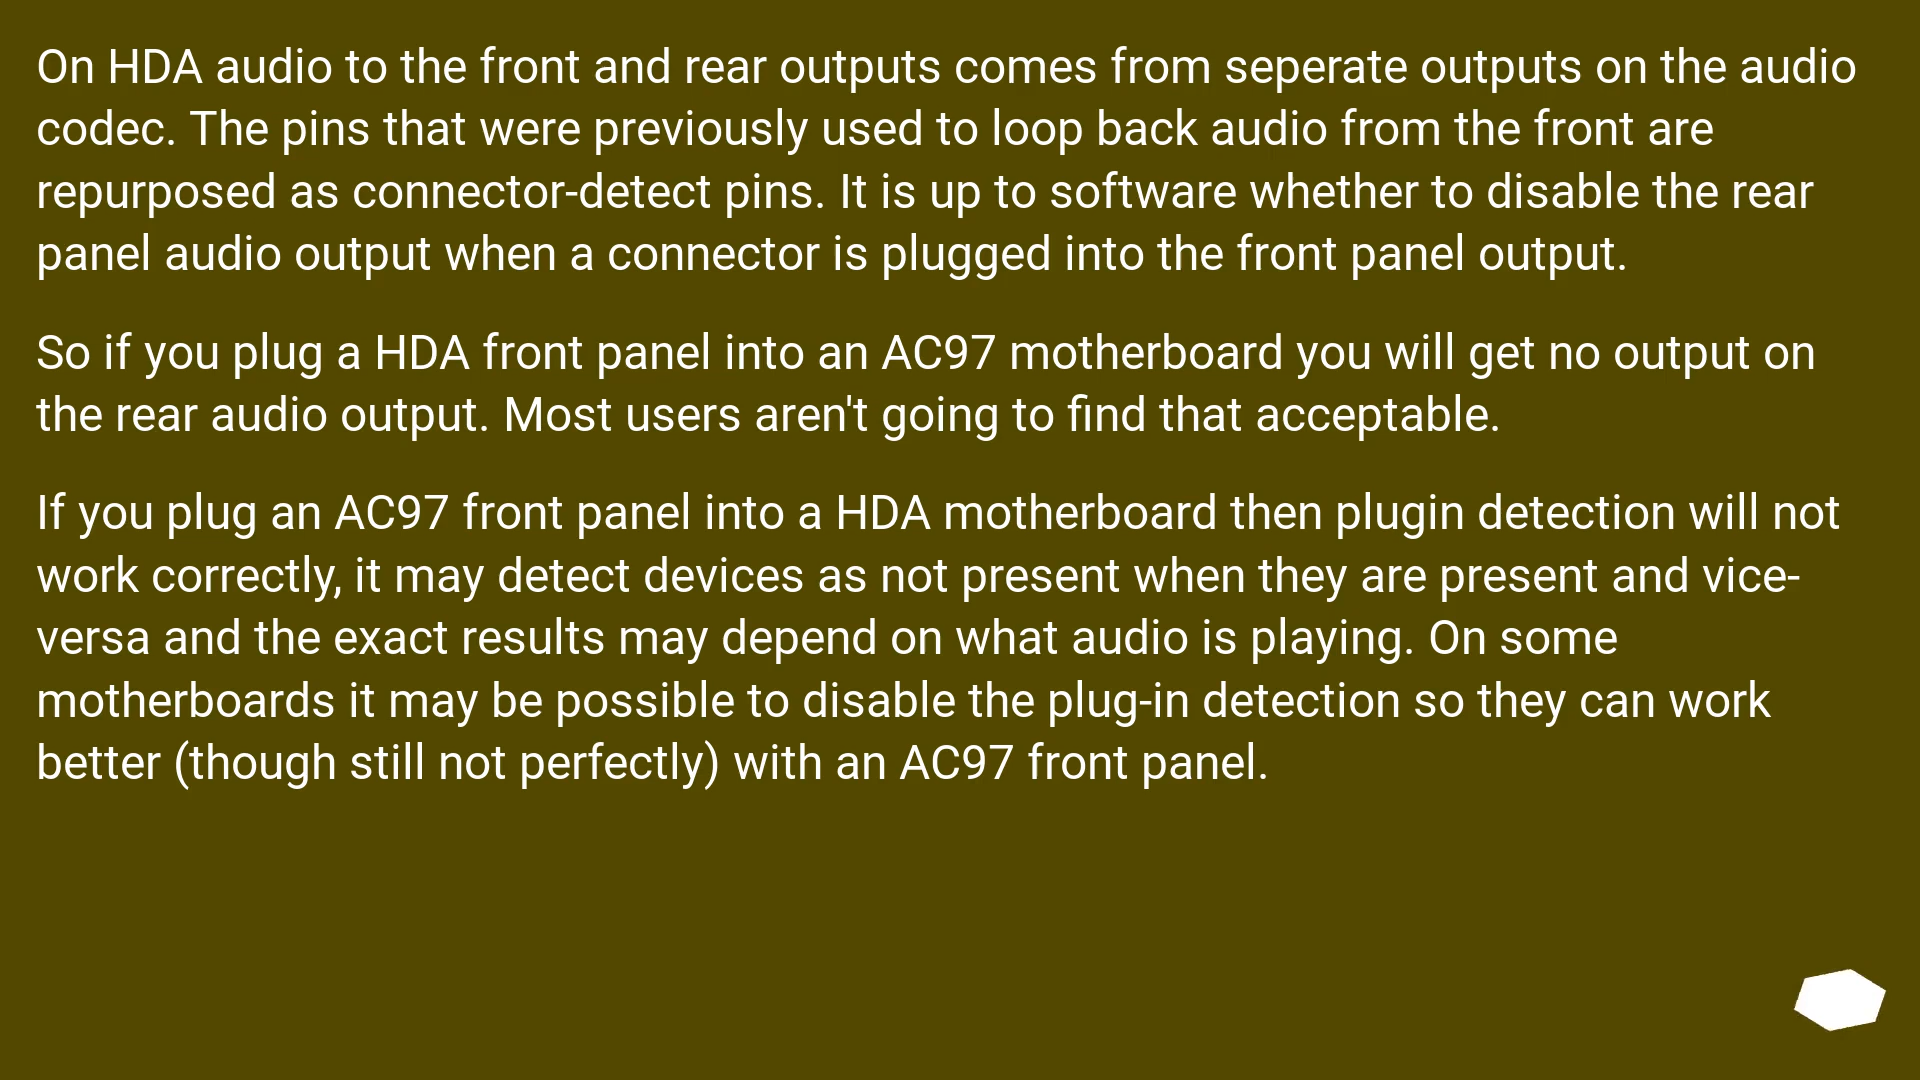 On HDA audio to the front and rear outputs comes from seperate outputs on the audio
codec. The pins that were previously used to loop back audio from the front are
repurposed as connector-detect pins. It is up to software whether to disable the rear
panel audio output when a connector is plugged into the front panel output.
So if you plug a HDA front panel into an AC97 motherboard you will get no output on
the rear audio output. Most users aren't going to find that acceptable.
If you plug an AC97 front panel into a HDA motherboard then plugin detection will not
work correctly, it may detect devices as not present when they are present and vice-
versa and the exact results may depend on what audio is playing. On some
motherboards it may be possible to disable the plug-in detection so they can work
better (though still not perfectly) with an AC97 front panel.